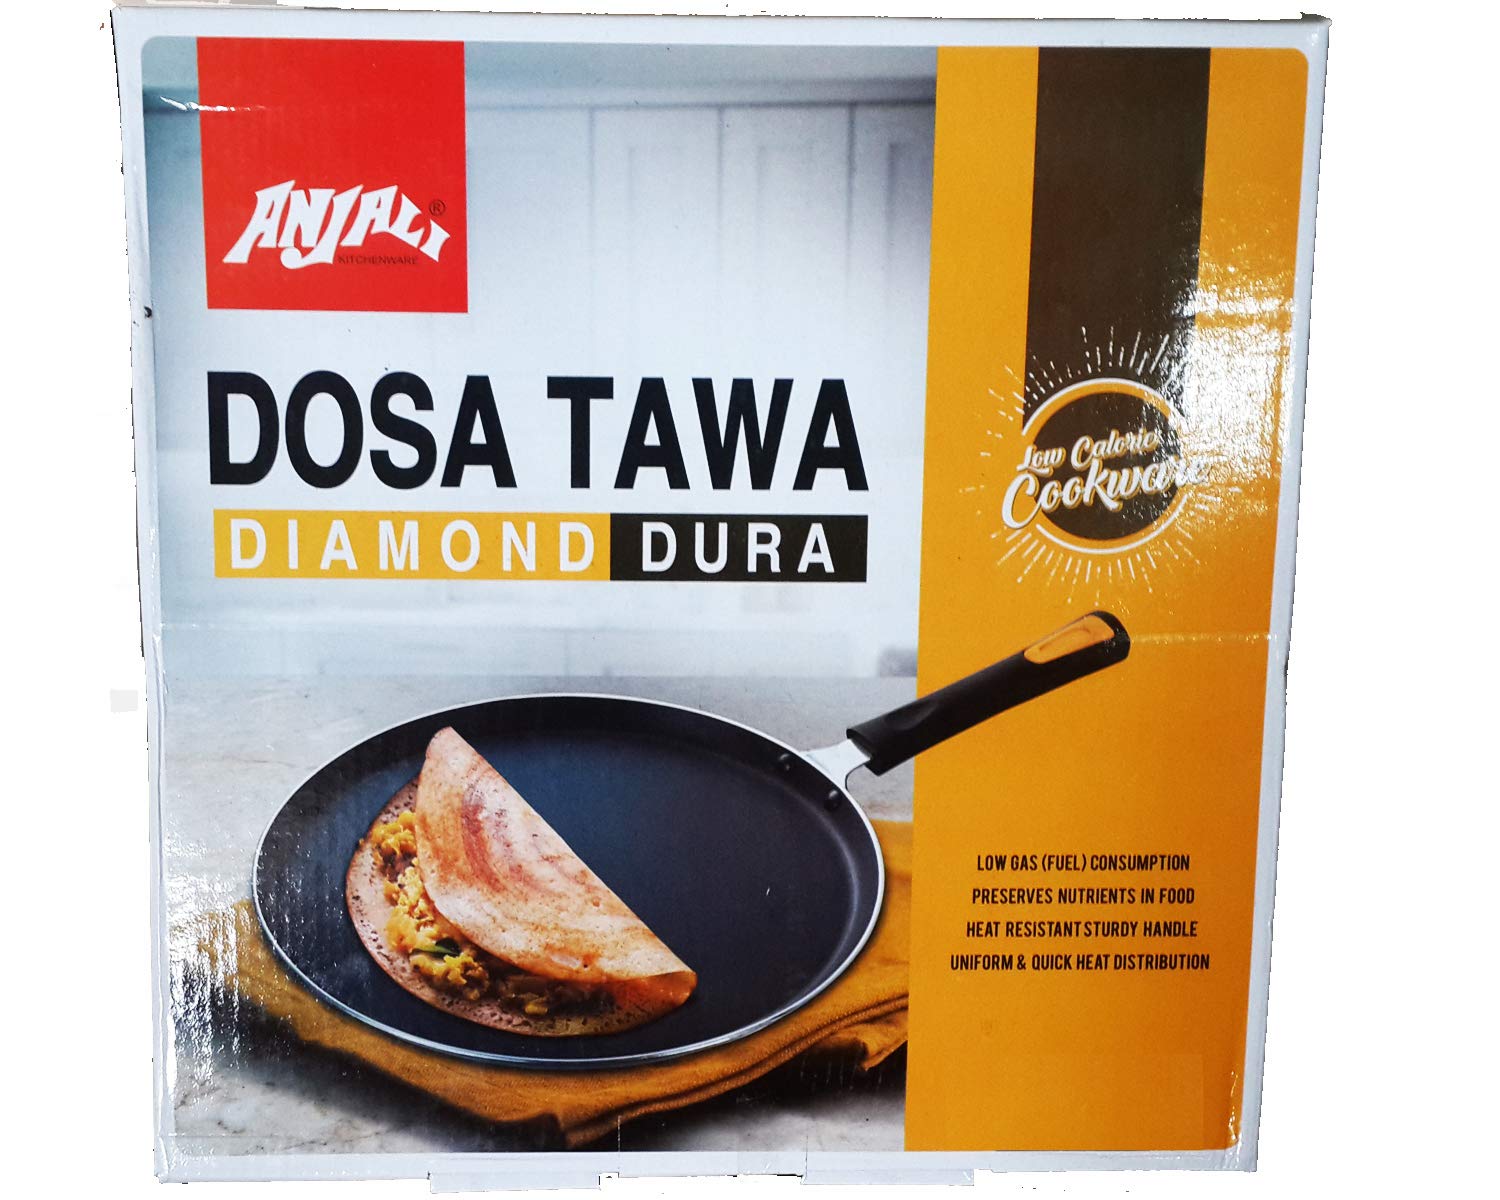 ANJALI®
KITCHENWARE
DOSA TAWA
DIAMOND DURA
Low Calorie
Cookware
LOW GAS (FUEL) CONSUMPTION
PRESERVES NUTRIENTS IN FOOD
HEAT RESISTANT STURDY HANDLE
UNIFORM & QUICK HEAT DISTRIBUTION